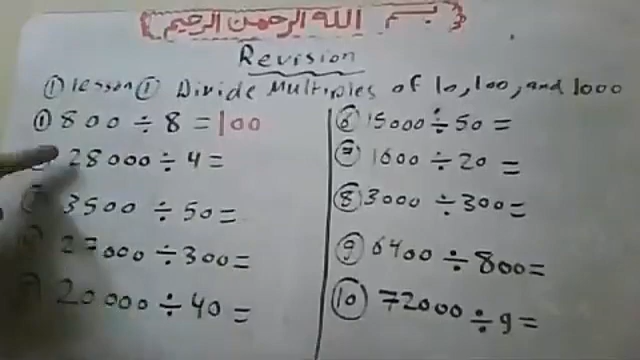 بسم الله الرحمن الرحيم
Revision
① lesson ① Divide Multiples of 10, 100, and 1000
① 800 ÷ 8 = 100
28000 ÷ 4 =
3500 ÷ 50 =
27000 ÷ 300 =
20000 ÷ 40 =
⑥ 15000 ÷ 50 =
⑦ 1600 ÷ 20 =
⑧ 3000 ÷ 300 =
⑨ 6400 ÷ 800 =
⑩ 72000 ÷ 9 =